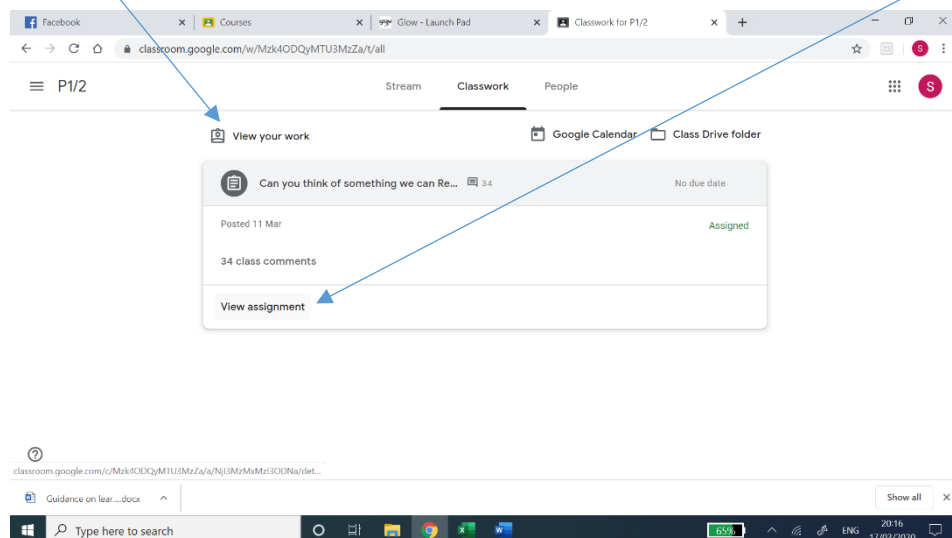 Facebook Courses Glow - Launch Pad Classwork for P1/2
classroom.google.com/w/Mzk4ODQyMTU3MzZa/t/all S
P1/2 Stream Classwork People S
View your work Google Calendar Class Drive folder
Can you think of something we can Re... 34 No due date
Posted 11 Mar Assigned
34 class comments
View assignment
classroom.google.com/c/Mzk4ODQyMTU3MzZa/a/NjI3MzMxMzI3ODNa/det...
Guidance on lear....docx Show all
Type here to search 65% ENG 20:16
17/03/2020